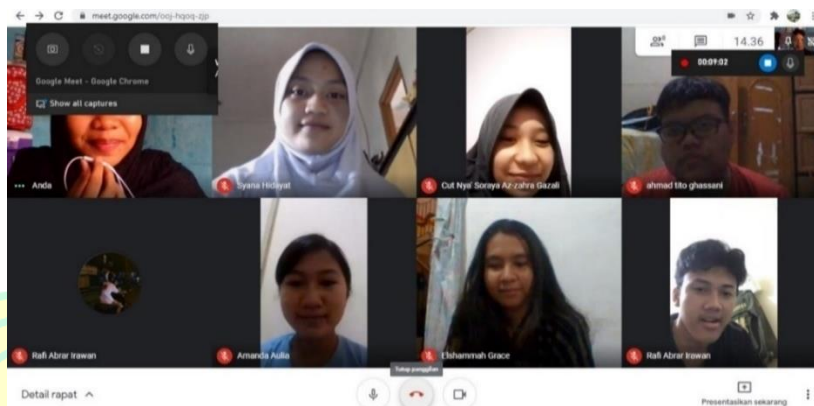 meet.google.com/ooj-hqoq-zjp
14.36
00:09:02
Google Meet - Google Chrome
Show all captures
Anda
Syana Hidayat
Cut Nya' Soraya Az-zahra Gazali
ahmad tito ghassani
Rafi Abrar Irawan
Amanda Aulia
Elshammah Grace
Rafi Abrar Irawan
Tutup panggilan
Detail rapat
Presentasikan sekarang